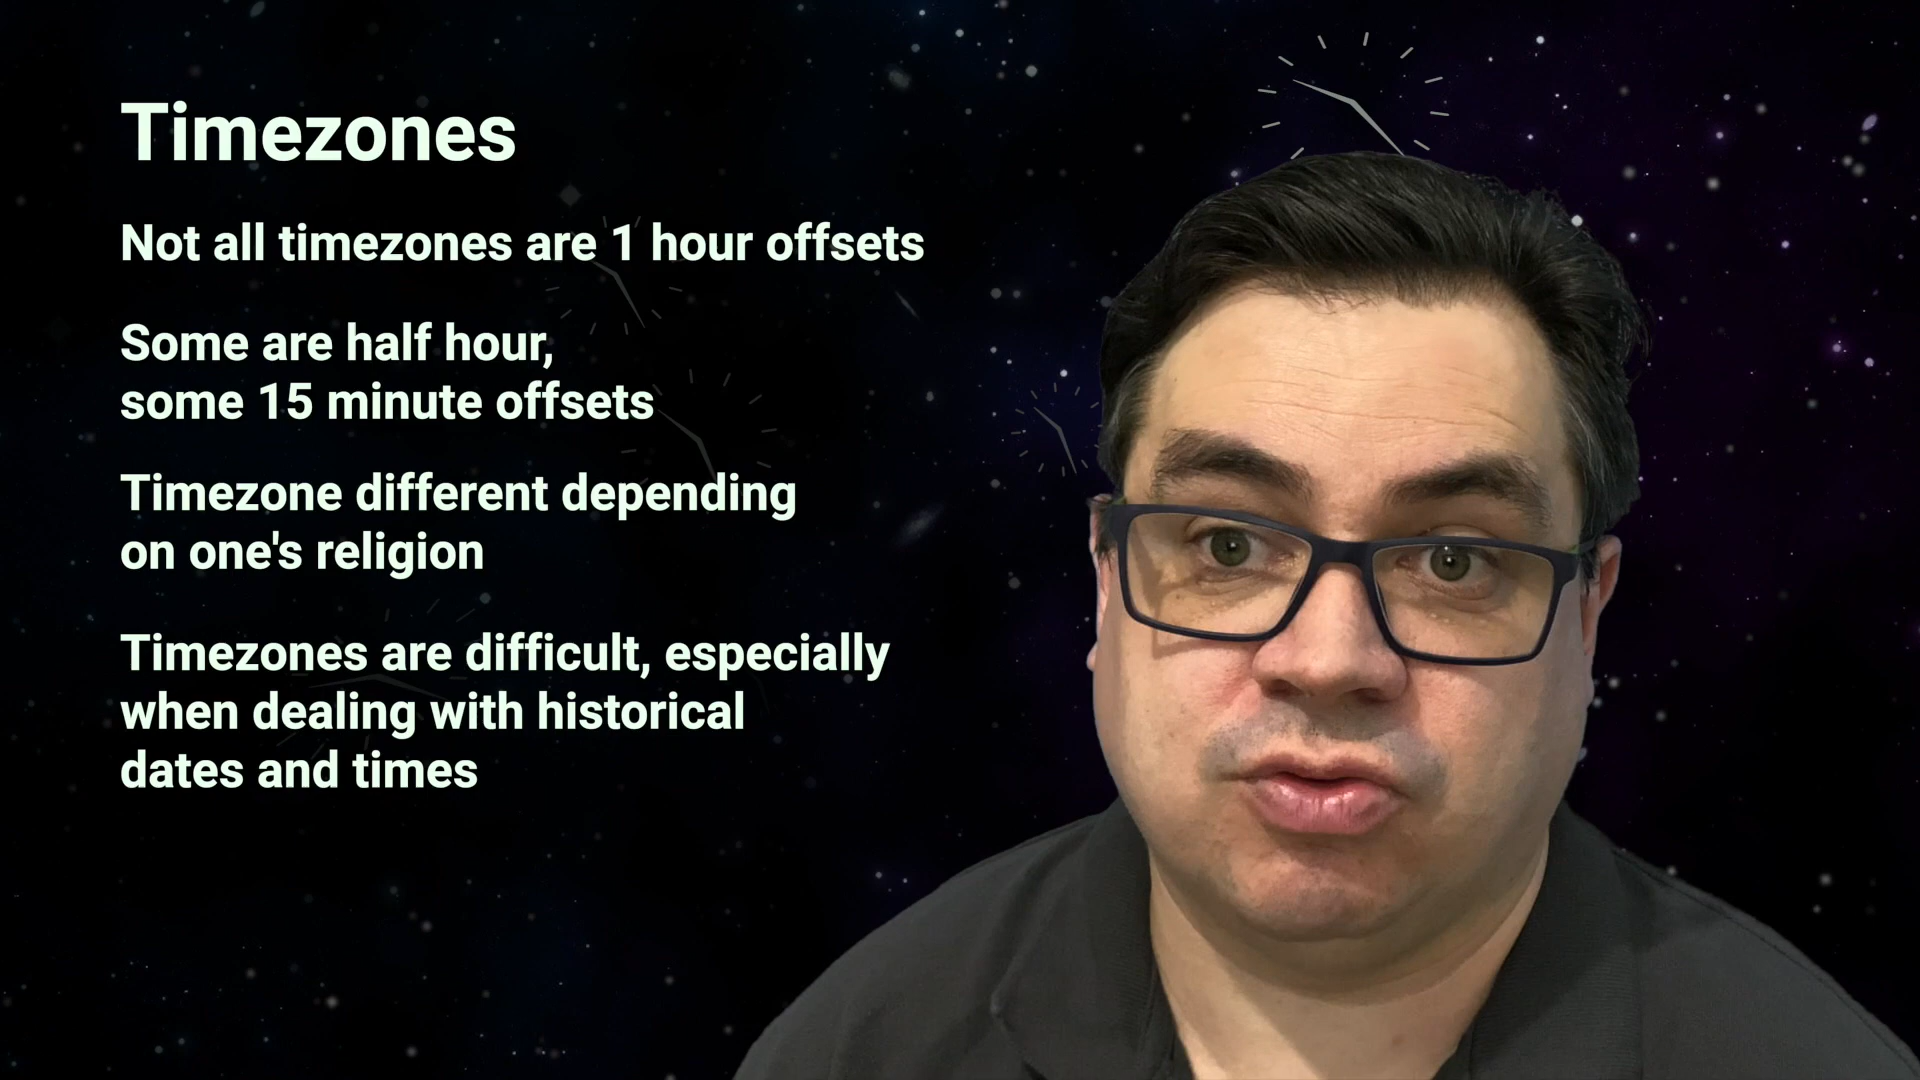 Timezones
Not all timezones are 1 hour offsets
Some are half hour,
some 15 minute offsets
Timezone different depending
on one's religion
Timezones are difficult, especially
when dealing with historical
dates and times